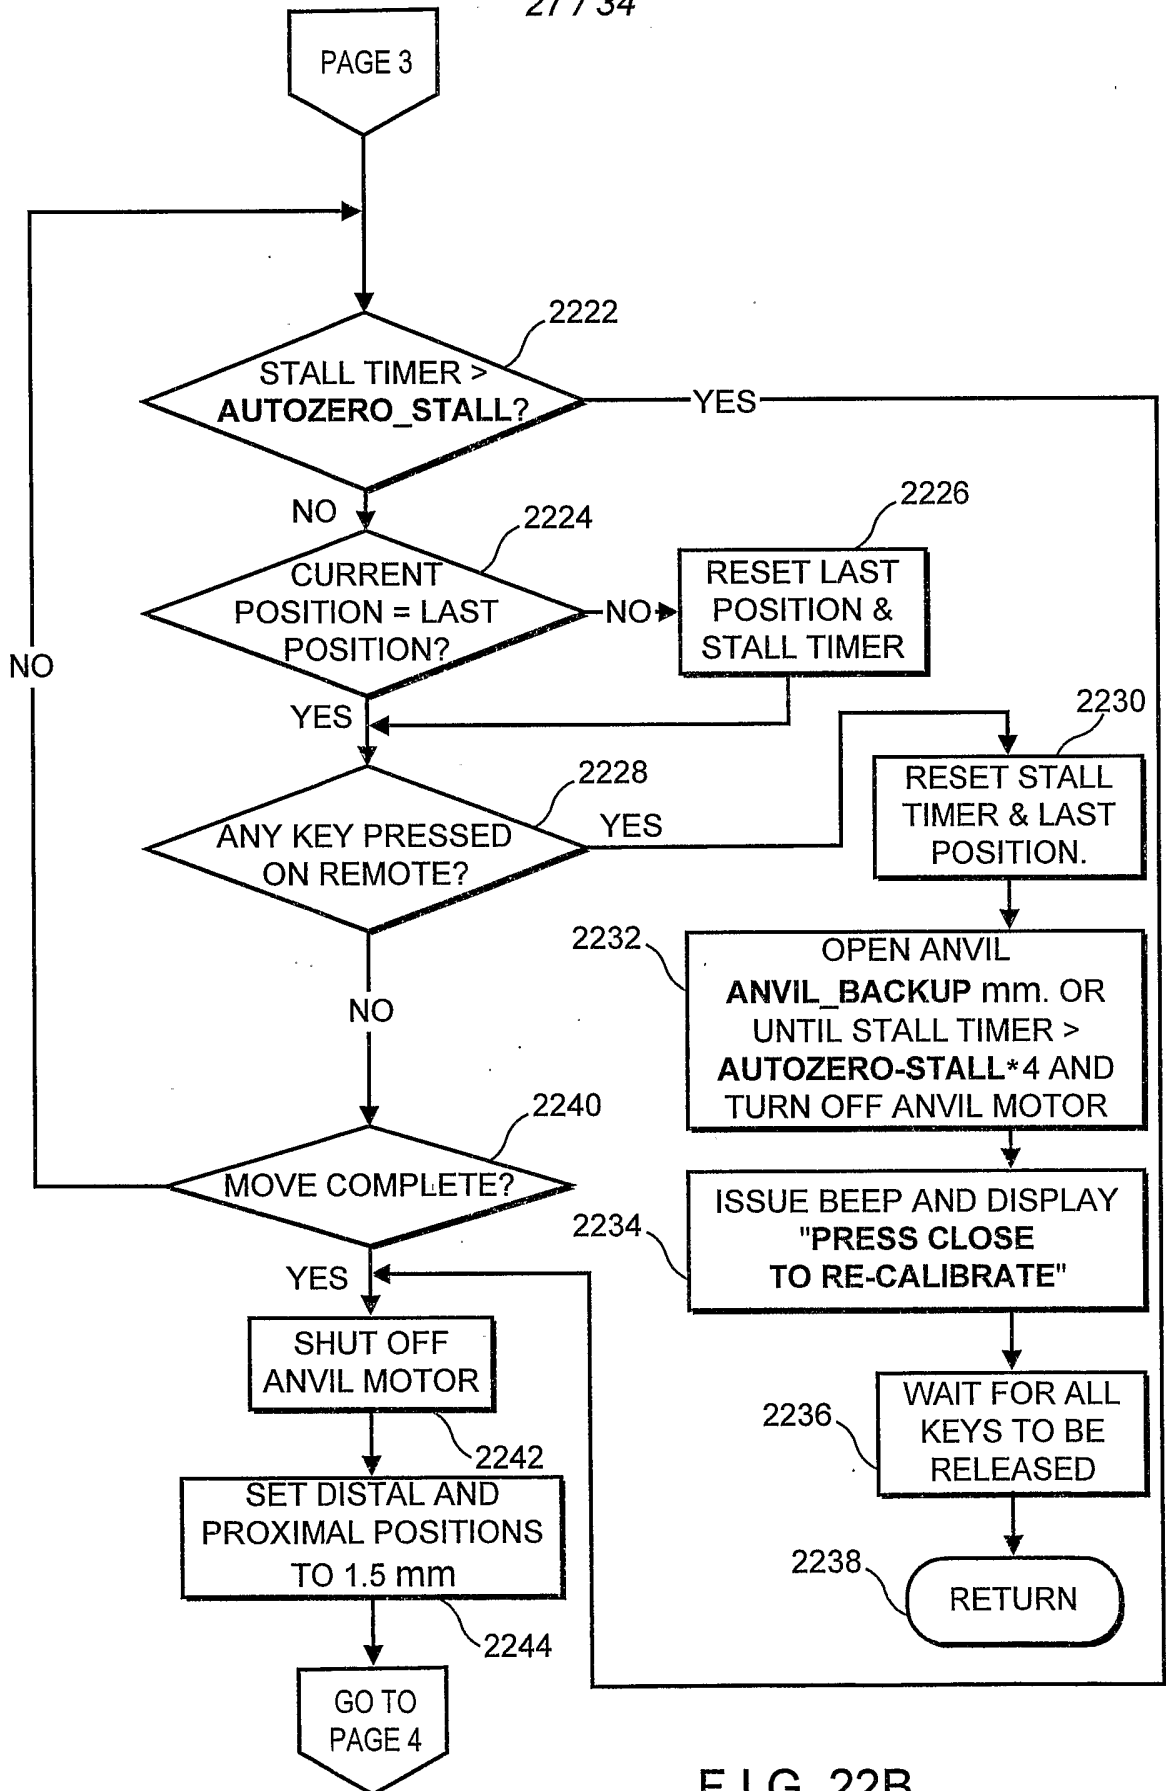 27 / 34
PAGE 3
2222
STALL TIMER >
AUTOZERO_STALL?
YES
NO
2224
CURRENT
POSITION = LAST
POSITION?
NO
2226
RESET LAST
POSITION &
STALL TIMER
NO
YES
2228
ANY KEY PRESSED
ON REMOTE?
YES
2230
RESET STALL
TIMER & LAST
POSITION.
2232
OPEN ANVIL
ANVIL_BACKUP mm. OR
UNTIL STALL TIMER >
AUTOZERO-STALL*4 AND
TURN OFF ANVIL MOTOR
NO
2240
MOVE COMPLETE?
2234
ISSUE BEEP AND DISPLAY
"PRESS CLOSE
TO RE-CALIBRATE"
YES
SHUT OFF
ANVIL MOTOR
2242
2236
WAIT FOR ALL
KEYS TO BE
RELEASED
SET DISTAL AND
PROXIMAL POSITIONS
TO 1.5 mm
2244
2238
RETURN
GO TO
PAGE 4
FIG. 22B